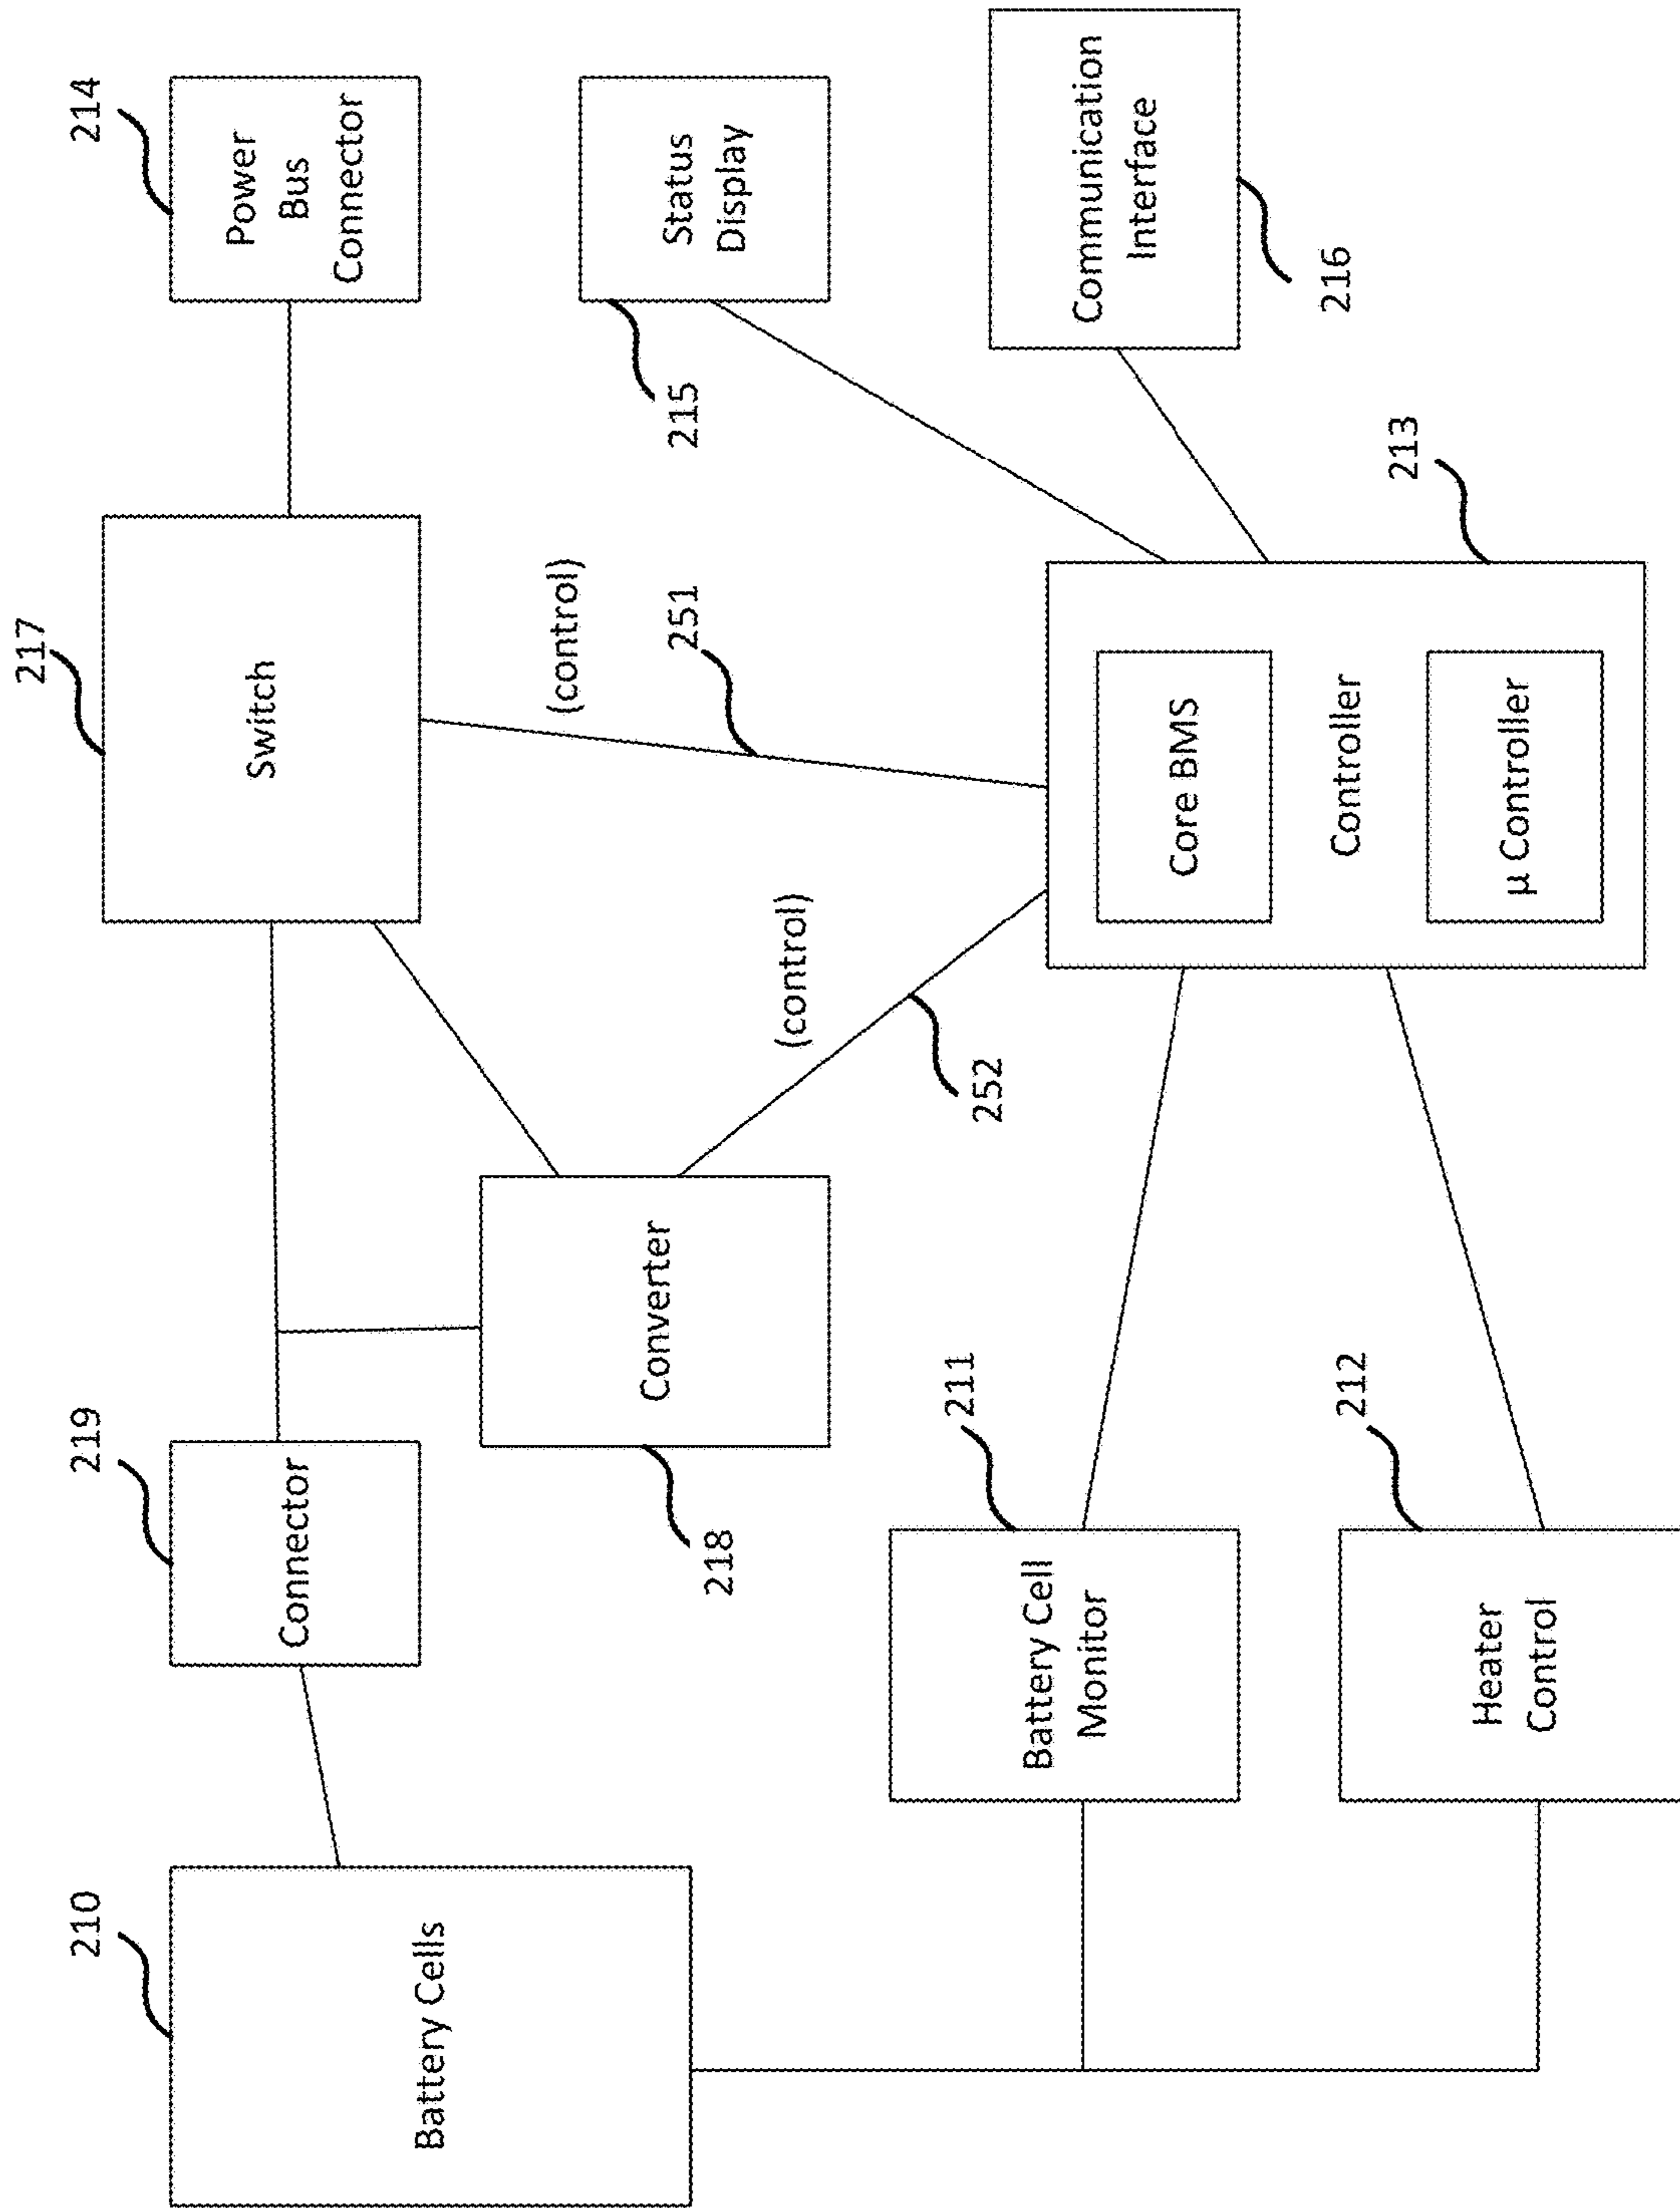 210
Battery Cells
219
Connector
217
Switch
214
Power
Bus
Connector
218
Converter
(control)
251
(control)
252
215
Status
Display
211
Battery Cell
Monitor
213
Core BMS
Controller
µ Controller
Communication
Interface
216
212
Heater
Control